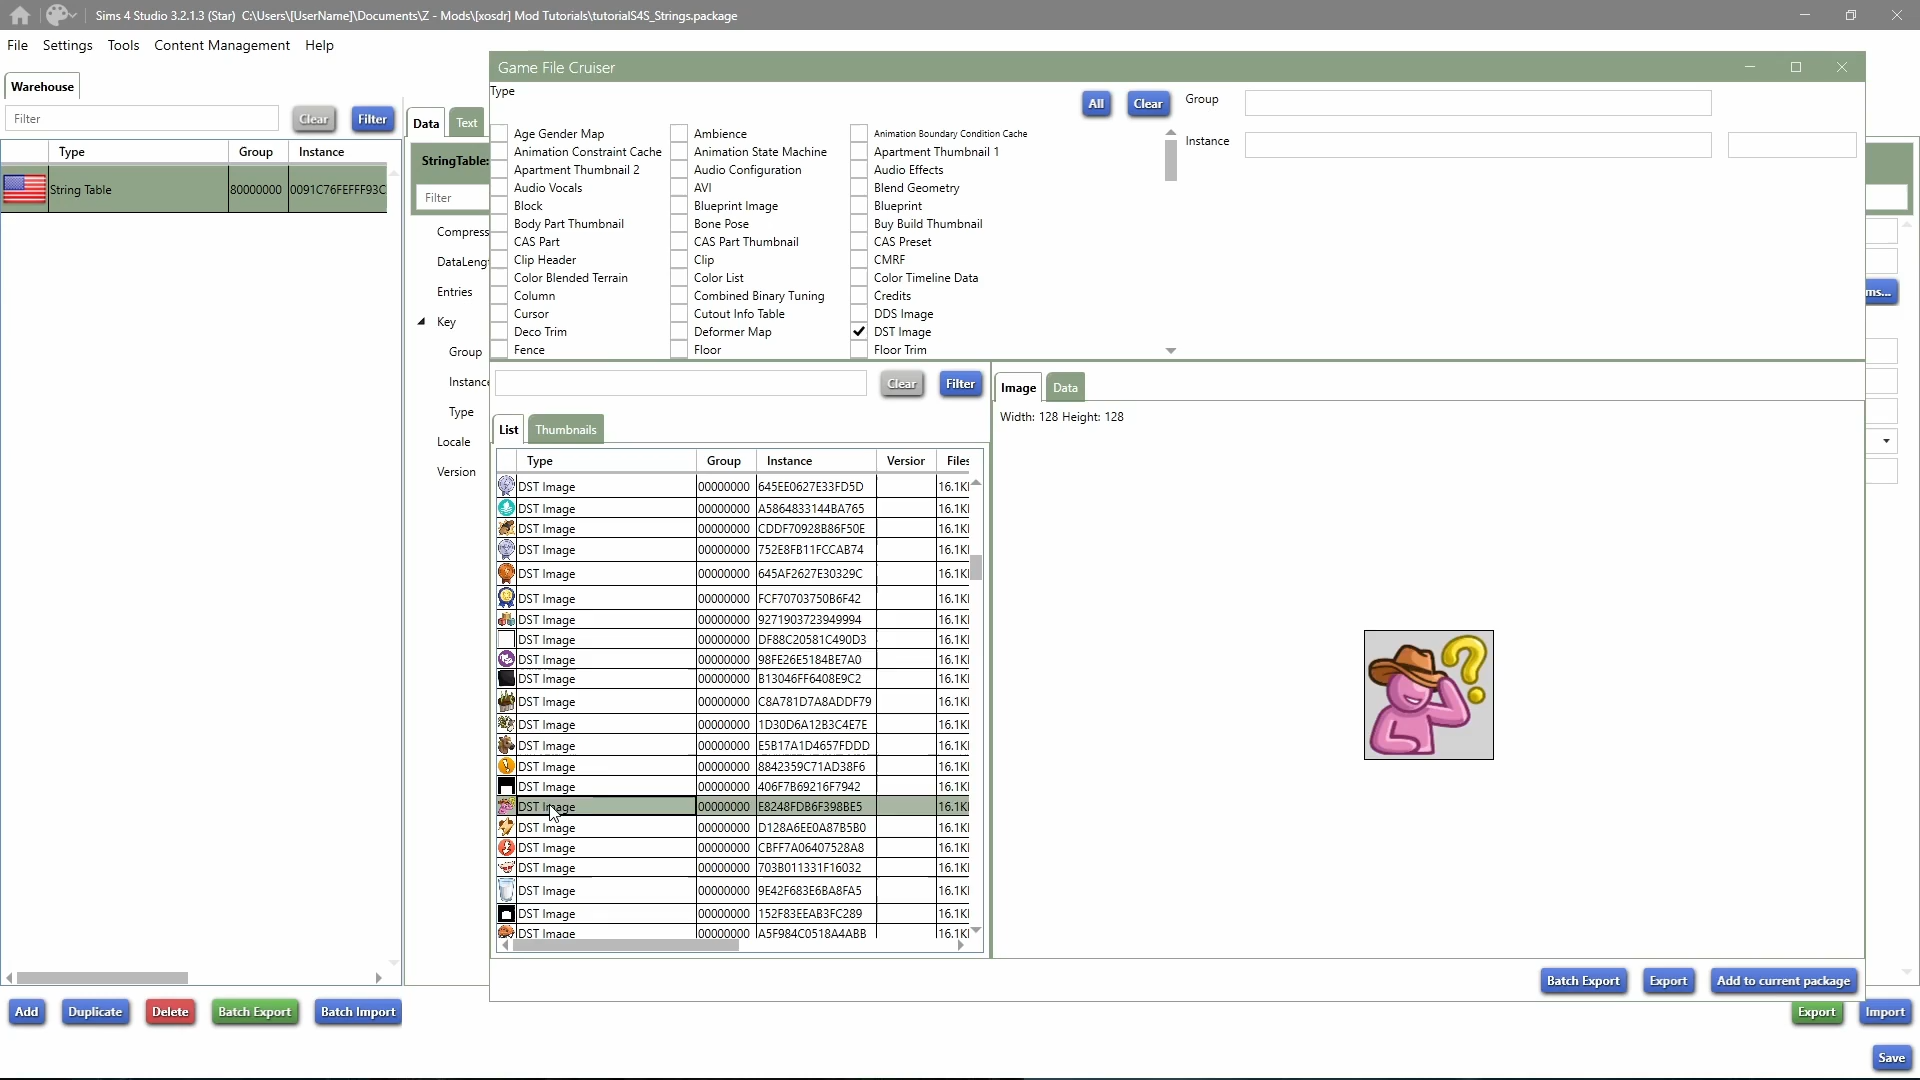 Sims 4 Studio 3.2.1.3 (Star) C:\Users\[UserName]\Documents\Z - Mods\[xosdr] Mod Tutorials\tutorialS4S_Strings.package
File Settings Tools Content Management Help
Game File Cruiser
Warehouse
Type
All Clear Group
Filter Clear Filter
Data Text
Instance
Type Group Instance
String Table 80000000 0091C76FEFFF93C
StringTable:
Filter
Compress
DataLeng
Entries
Key
Group
Instance
Type
Locale
Version
Age Gender Map Ambience Animation Boundary Condition Cache
Animation Constraint Cache Animation State Machine Apartment Thumbnail 1
Apartment Thumbnail 2 Audio Configuration Audio Effects
Audio Vocals AVI Blend Geometry
Block Blueprint Image Blueprint
Body Part Thumbnail Bone Pose Buy Build Thumbnail
CAS Part CAS Part Thumbnail CAS Preset
Clip Header Clip CMRF
Color Blended Terrain Color List Color Timeline Data
Column Combined Binary Tuning Credits
Cursor Cutout Info Table DDS Image
Deco Trim Deformer Map DST Image
Fence Floor Floor Trim
ms...
Clear Filter
Image Data
Width: 128 Height: 128
List Thumbnails
Type Group Instance Versior Files
DST Image 00000000 645EE0627E33FD5D 16.1K
DST Image 00000000 A5864833144BA765 16.1K
DST Image 00000000 CDDF70928B86F50E 16.1K
DST Image 00000000 752E8FB11FCCAB74 16.1K
DST Image 00000000 645AF2627E30329C 16.1K
DST Image 00000000 FCF70703750B6F42 16.1K
DST Image 00000000 9271903723949994 16.1K
DST Image 00000000 DF88C20581C490D3 16.1K
DST Image 00000000 98FE26E5184BE7A0 16.1K
DST Image 00000000 B13046FF6408E9C2 16.1K
DST Image 00000000 C8A781D7A8ADDF79 16.1K
DST Image 00000000 1D30D6A12B3C4E7E 16.1K
DST Image 00000000 E5B17A1D4657FDDD 16.1K
DST Image 00000000 8842359C71AD38F6 16.1K
DST Image 00000000 406F7B69216F7942 16.1K
DST Image 00000000 E8248FDB6F398BE5 16.1K
DST Image 00000000 D128A6EE0A87B5B0 16.1K
DST Image 00000000 CBFF7A06407528A8 16.1K
DST Image 00000000 703B011331F16032 16.1K
DST Image 00000000 9E42F683E6BA8FA5 16.1K
DST Image 00000000 152F83EEAB3FC289 16.1K
DST Image 00000000 A5F984C0518A4ABB 16.1K
Batch Export Export Add to current package
Add Duplicate Delete Batch Export Batch Import Export Import
Save